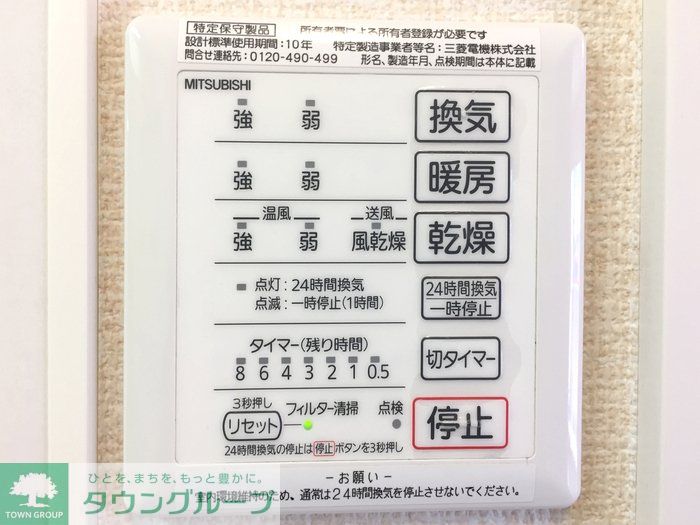 特定保守製品 所有者票による所有者登録が必要です
設計標準使用期間:10年 特定製造事業者等名:三菱電機株式会社
問合せ連絡先:0120-490-499 形名、製造年月、点検期間は本体に記載
MITSUBISHI
強 弱 換気
強 弱 暖房
温風 送風
強 弱 風乾燥 乾燥
点灯:24時間換気
点滅:一時停止(1時間)
24時間換気
一時停止
タイマー(残り時間)
8 6 4 3 2 1 0.5
切タイマー
3秒押し
リセット フィルター清掃 点検
停止
24時間換気の停止は停止ボタンを3秒押し
-お願い-
室内環境維持のため、通常は24時間換気を停止させないでください。
ひとを、まちを、もっと豊かに。
タウングループ
TOWN GROUP